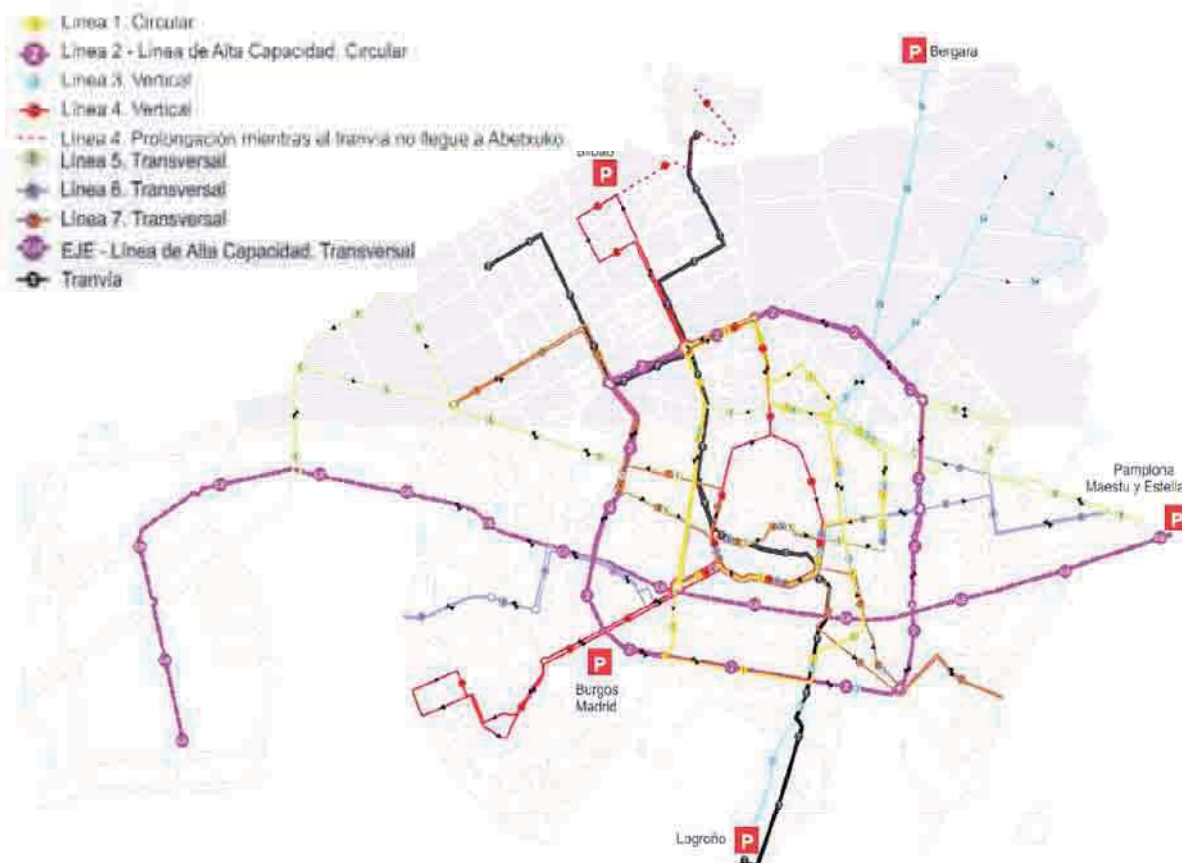 Línea 1. Circular
Línea 2 - Línea de Alta Capacidad. Circular
Línea 3. Vertical
Línea 4. Vertical
Línea 4. Prolongación mientras el tranvía no llegue a Abetxuko
Línea 5. Transversal
Línea 6. Transversal
Línea 7. Transversal
EJE - Línea de Alta Capacidad. Transversal
Tranvía
P Bergara
Bilbao
P
Pamplona
Maestu y Estella
P
P
Burgos
Madrid
Logroño P